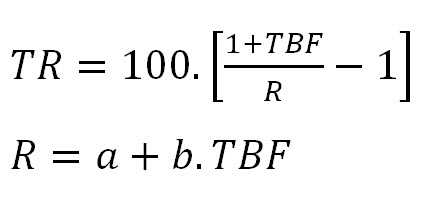 TR = 100. [1+TBF / R − 1]
R = a + b. TBF